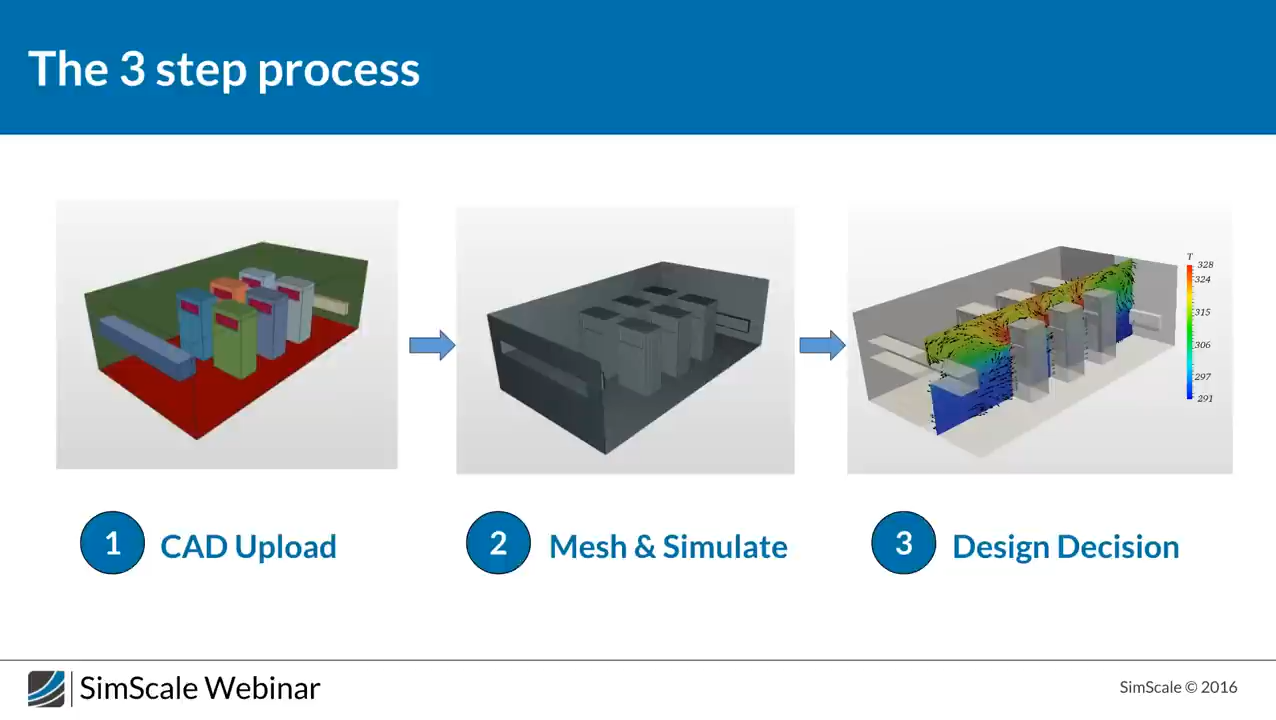 The 3 step process
T
328
324
315
306
297
291
1 CAD Upload
2 Mesh & Simulate
3 Design Decision
SimScale Webinar
SimScale © 2016